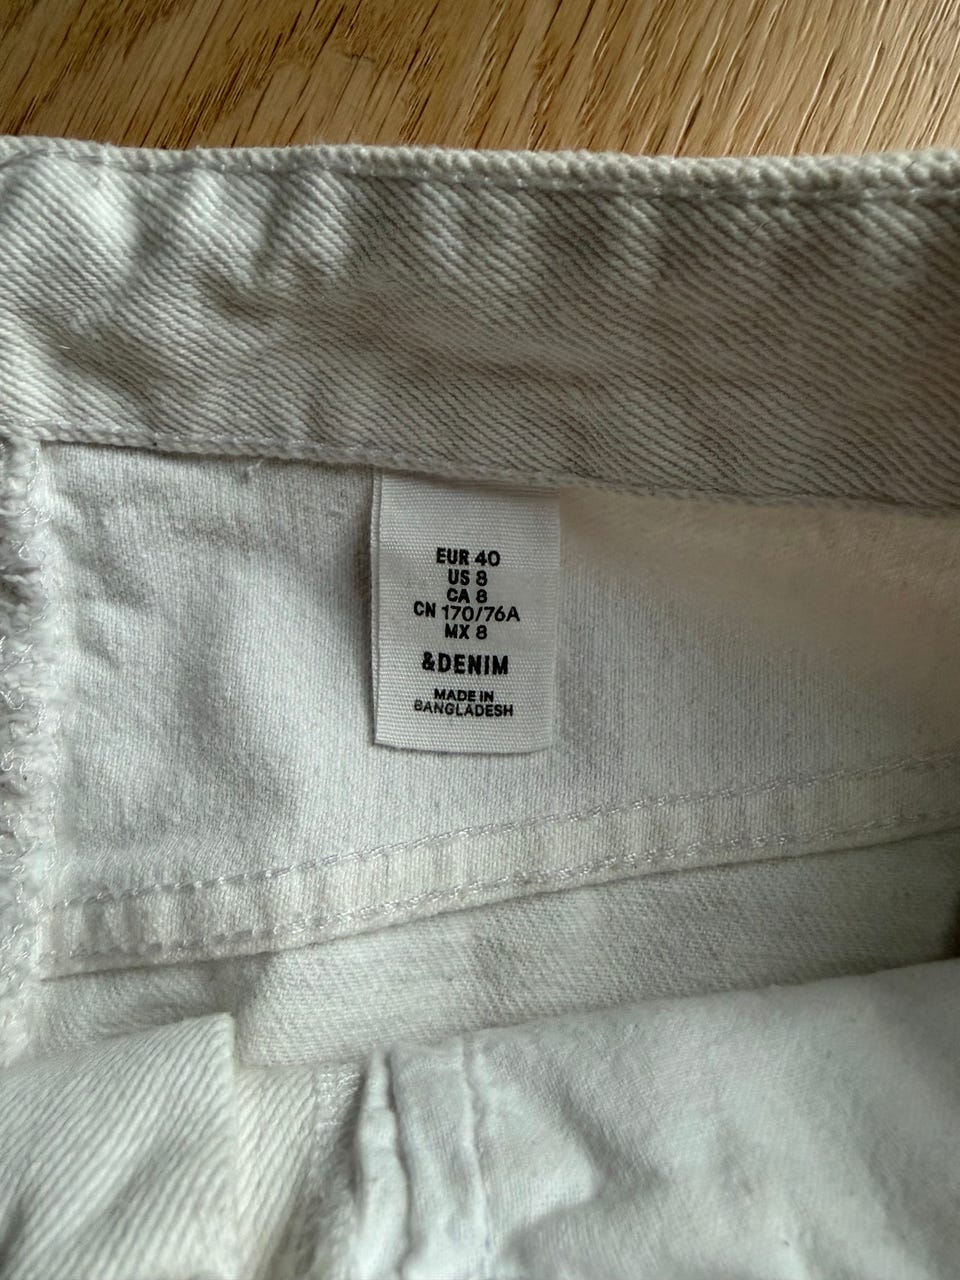 EUR 40
US 8
CA 8
CN 170/76A
MX 8
&DENIM
MADE IN
BANGLADESH